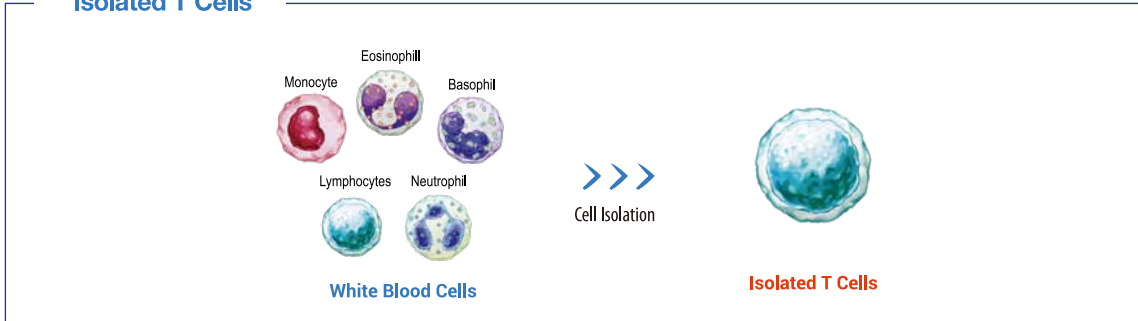 Isolated T Cells
Eosinophill
Monocyte
Basophil
Lymphocytes
Neutrophil
Cell Isolation
White Blood Cells
Isolated T Cells